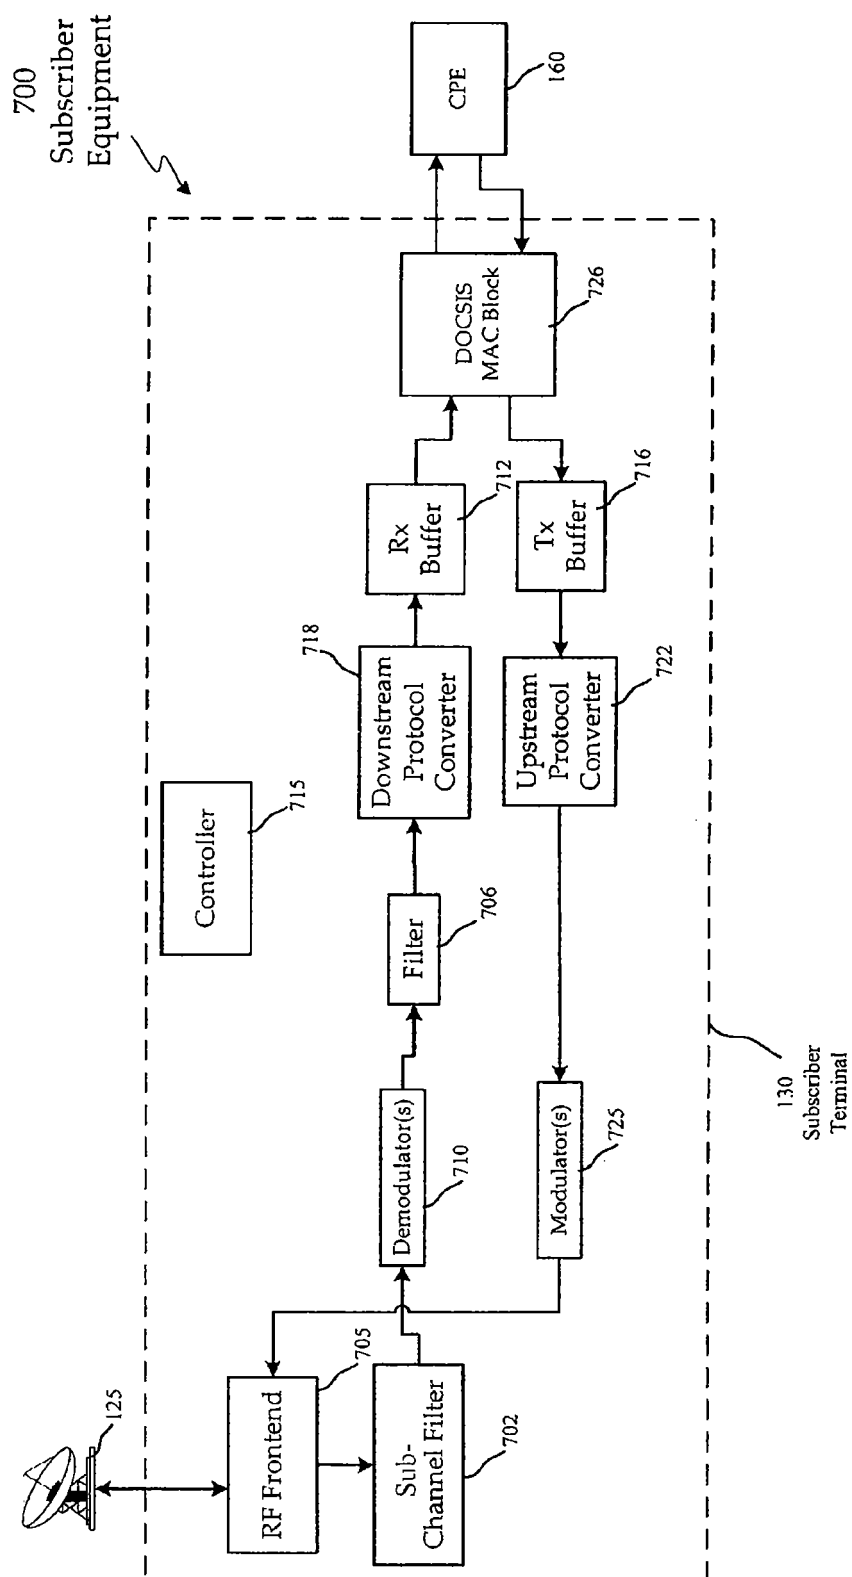 700
Subscriber
Equipment
CPE
160
DOCSIS
MAC Block
726
Rx
Buffer
712
Tx
Buffer
716
Downstream
Protocol
Converter
718
Upstream
Protocol
Converter
722
Controller
715
Filter
706
Demodulator(s)
710
Modulator(s)
725
RF Frontend
705
Sub-
Channel Filter
702
125
130
Subscriber
Terminal